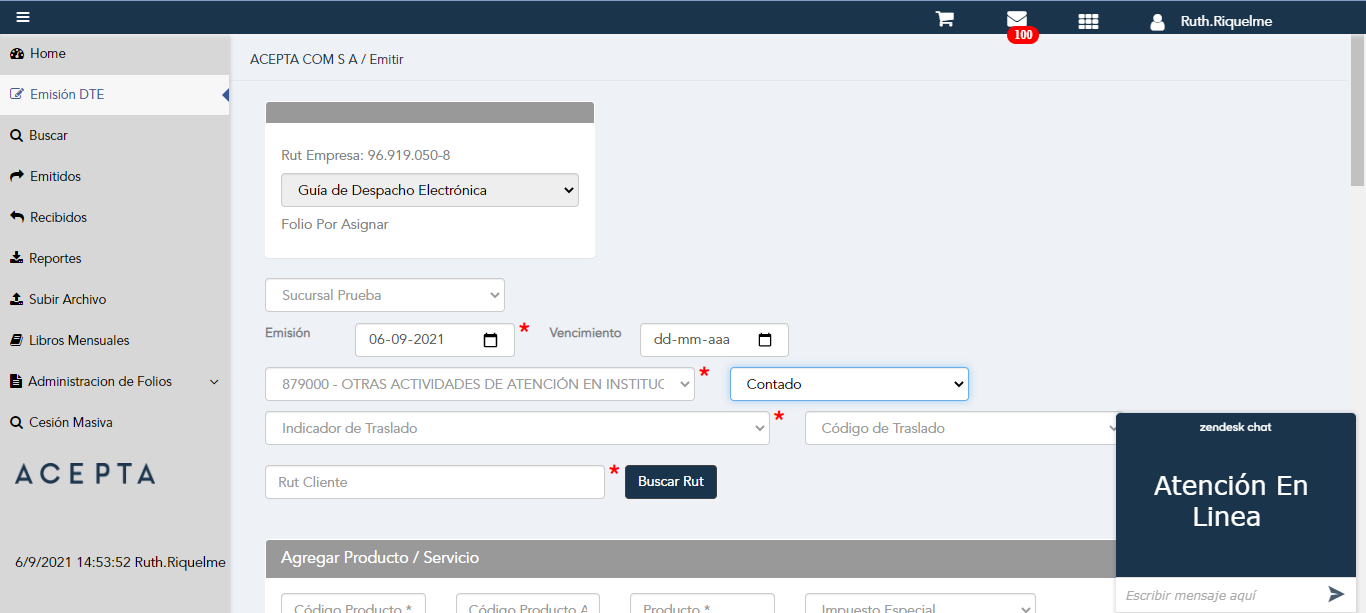 100
Ruth.Riquelme
Home
Emisión DTE
Buscar
Emitidos
Recibidos
Reportes
Subir Archivo
Libros Mensuales
Administracion de Folios
Cesión Masiva
ACEPTA
6/9/2021 14:53:52 Ruth.Riquelme
ACEPTA COM S A / Emitir
Rut Empresa: 96.919.050-8
Guía de Despacho Electrónica
Folio Por Asignar
Sucursal Prueba
Emisión 06-09-2021 * Vencimiento dd-mm-aaa
879000 - OTRAS ACTIVIDADES DE ATENCIÓN EN INSTITUC * Contado
Indicador de Traslado * Código de Traslado
Rut Cliente * Buscar Rut
Agregar Producto / Servicio
Código Producto * Código Producto A Producto * Impuesto Especial
zendesk chat
Atención En
Linea
Escribir mensaje aquí